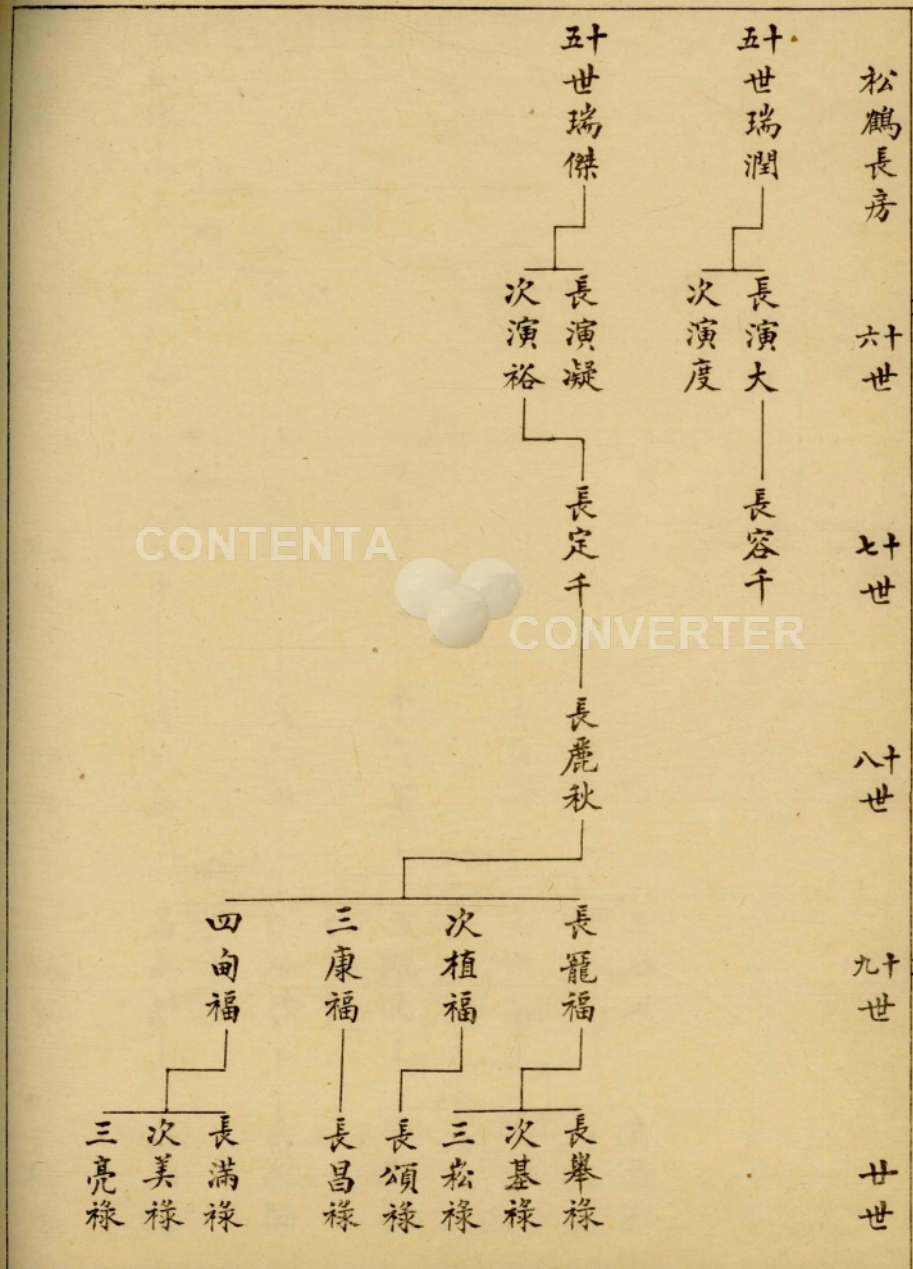 松鶴長房
十六世
十七世
十八世
十九世
廿世
十五世瑞潤
長演大
次演度
長容千
十五世瑞傑
長演凝
次演裕
長定千
長麂秋
長寵福
次植福
三康福
四甸福
長舉祿
次基祿
三崧祿
長頌祿
長昌祿
長滿祿
次美祿
三亮祿
CONTENTA
CONVERTER